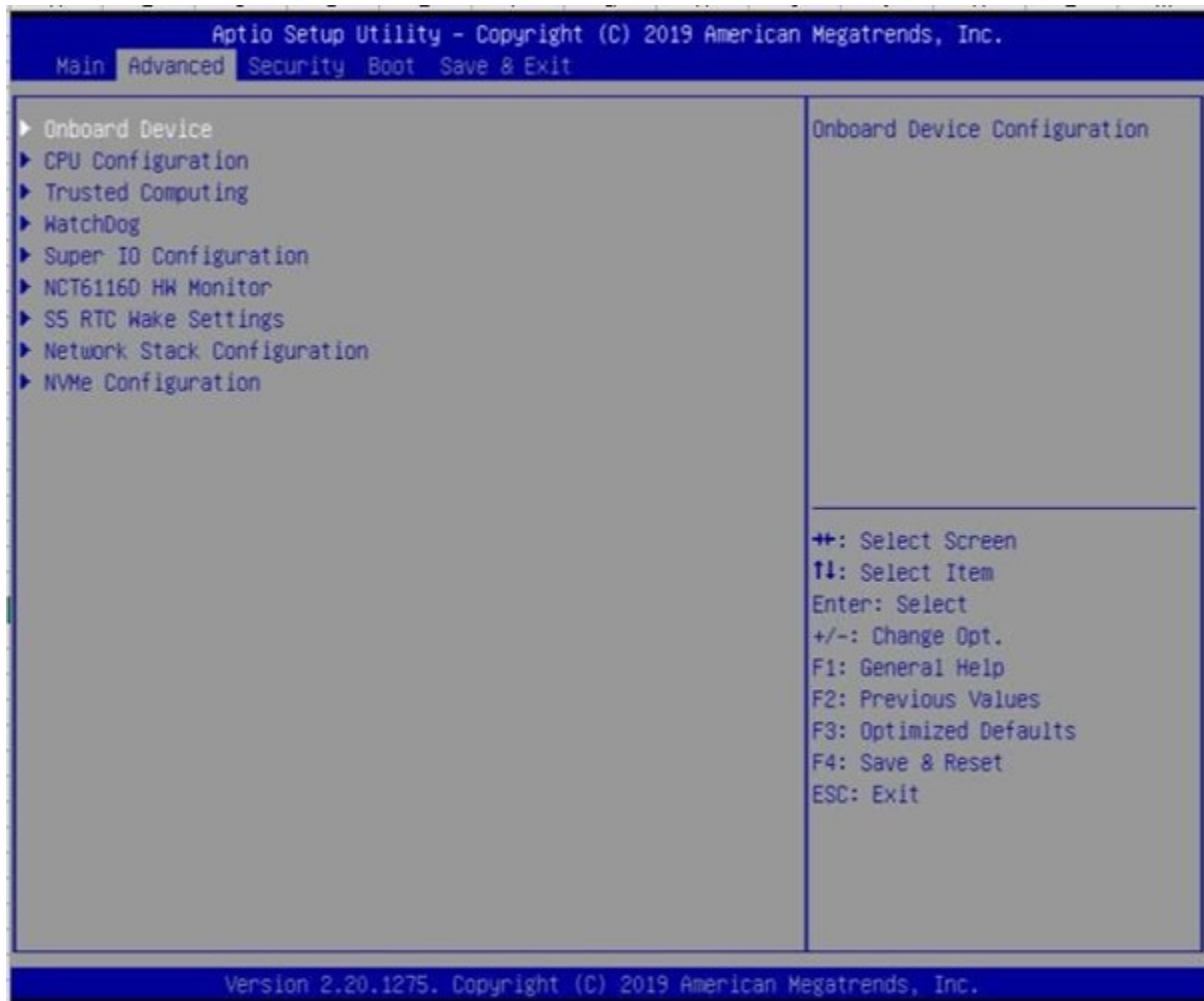 Aptio Setup Utility – Copyright (C) 2019 American Megatrends, Inc.
Main Advanced Security Boot Save & Exit
Onboard Device
CPU Configuration
Trusted Computing
WatchDog
Super IO Configuration
NCT6116D HW Monitor
S5 RTC Wake Settings
Network Stack Configuration
NVMe Configuration
Onboard Device Configuration
→←: Select Screen
↑↓: Select Item
Enter: Select
+/-: Change Opt.
F1: General Help
F2: Previous Values
F3: Optimized Defaults
F4: Save & Reset
ESC: Exit
Version 2.20.1275. Copyright (C) 2019 American Megatrends, Inc.